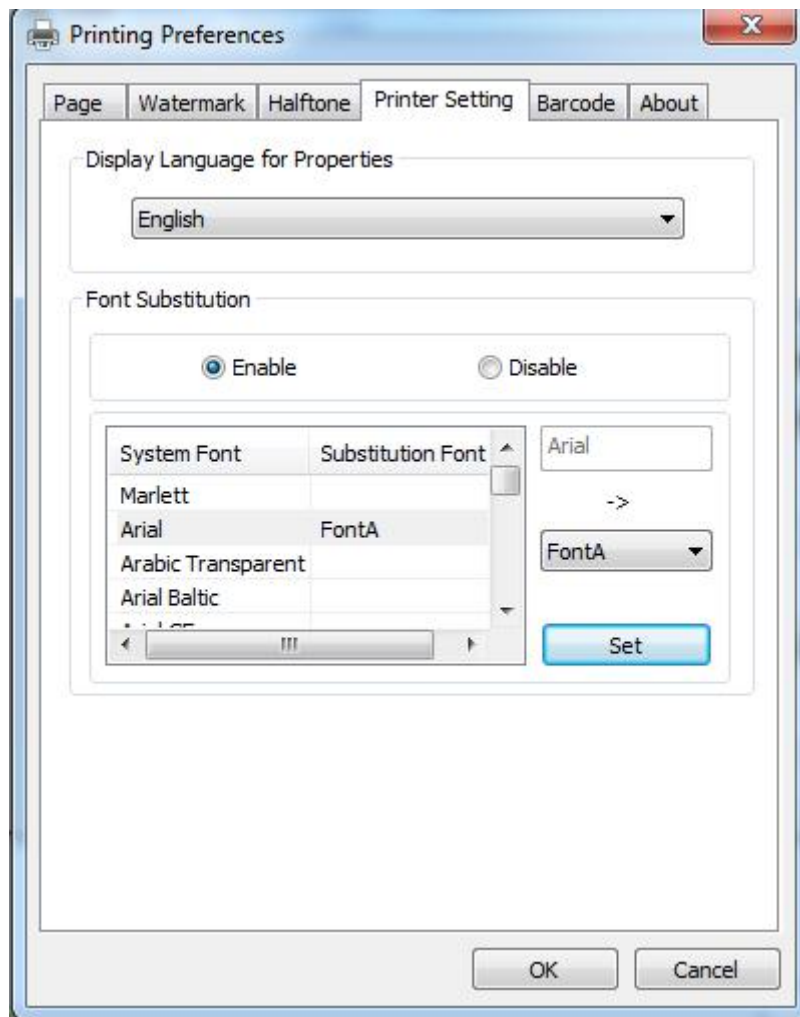 Printing Preferences
Page Watermark Halftone Printer Setting Barcode About
Display Language for Properties
English
Font Substitution
Enable Disable
System Font Substitution Font
Marlett
Arial FontA
Arabic Transparent
Arial Baltic
Arial
->
FontA
Set
OK Cancel